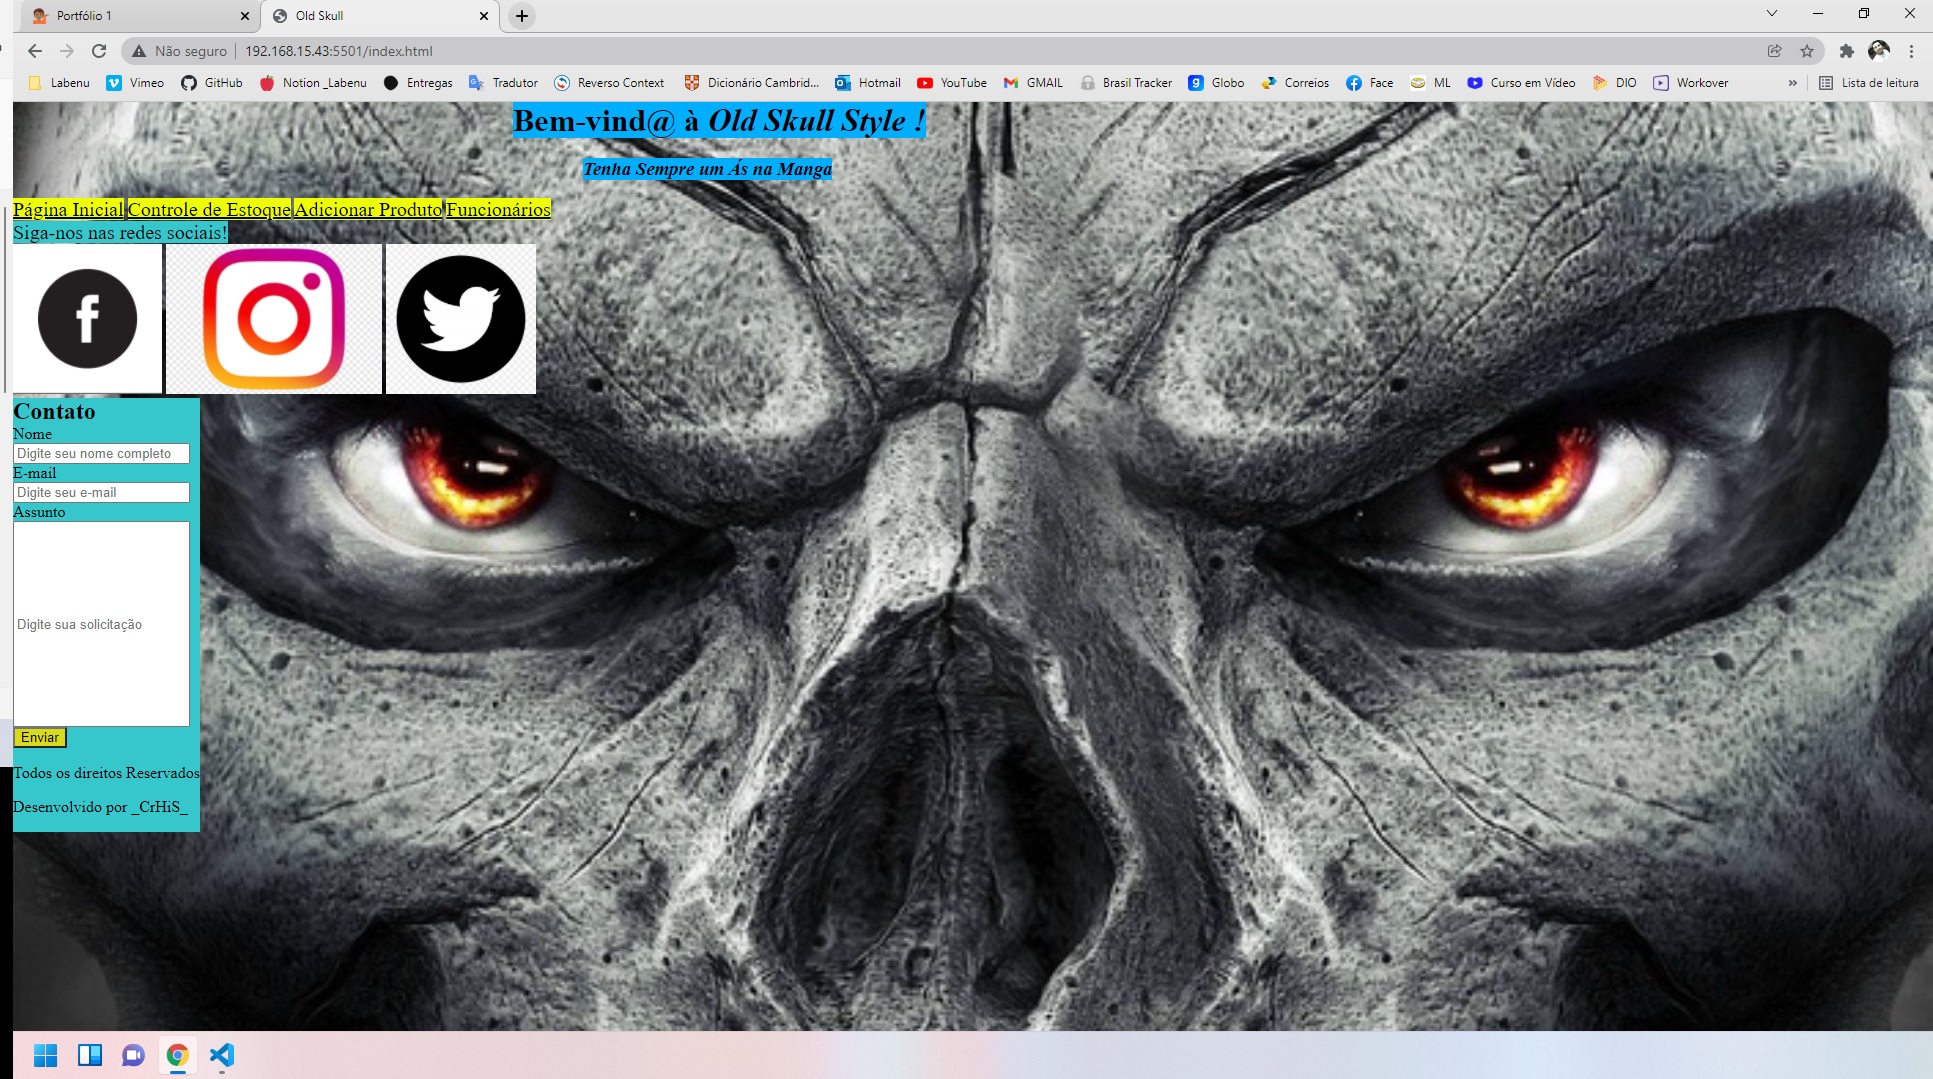 Portfólio 1
Old Skull
Não seguro 192.168.15.43:5501/index.html
Labenu Vimeo GitHub Notion _Labenu Entregas Tradutor Reverso Context Dicionário Cambrid... Hotmail YouTube GMAIL Brasil Tracker Globo Correios Face ML Curso em Vídeo DIO Workover » Lista de leitura
Bem-vind@ à Old Skull Style !
Tenha Sempre um Ás na Manga
Página Inicial Controle de Estoque Adicionar Produto Funcionários
Siga-nos nas redes sociais!
Contato
Nome
Digite seu nome completo
E-mail
Digite seu e-mail
Assunto
Digite sua solicitação
Enviar
Todos os direitos Reservados
Desenvolvido por _CrHiS_